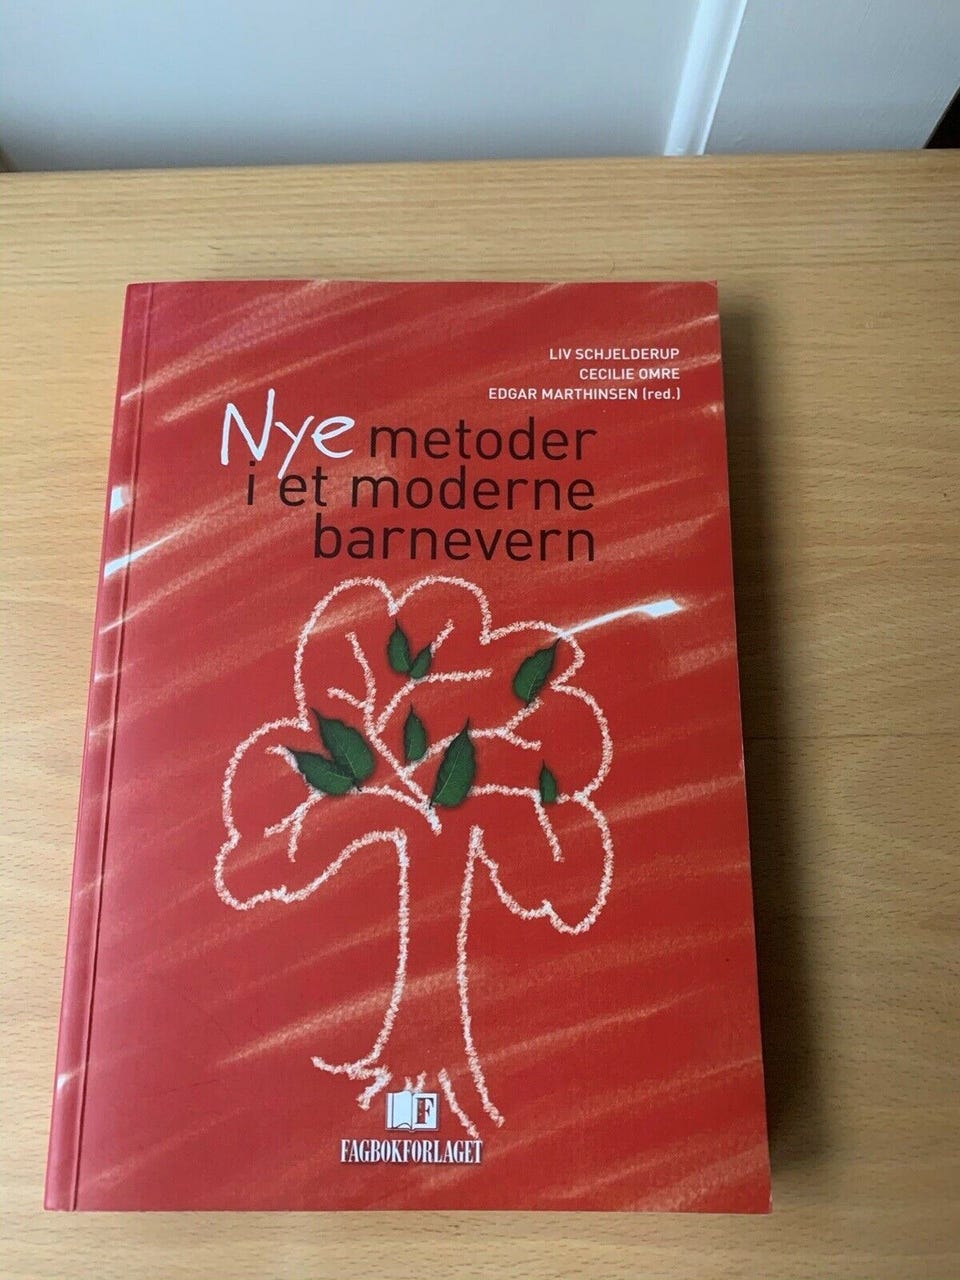 LIV SCHJELDERUP
CECILIE OMRE
EDGAR MARTHINSEN (red.)
Nye metoder
i et moderne
barnevern
F
FAGBOKFORLAGET